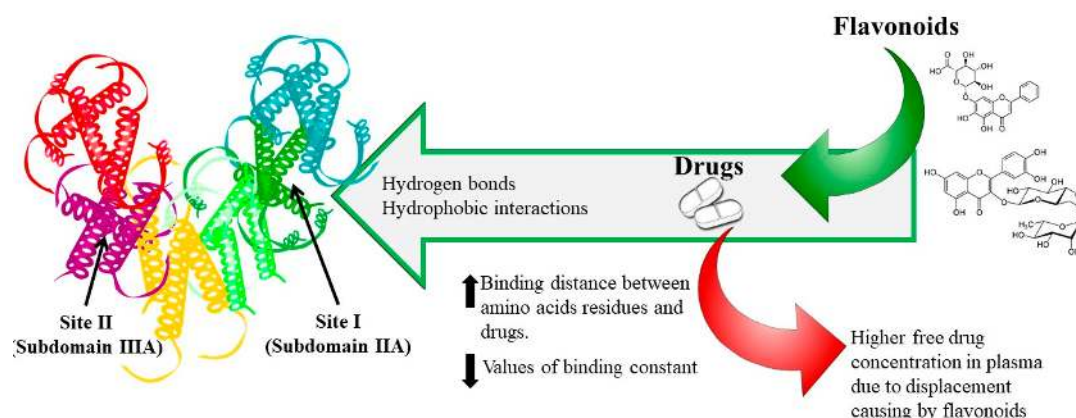 Flavonoids
Drugs
Hydrogen bonds
Hydrophobic interactions
Binding distance between
amino acids residues and
drugs.
Values of binding constant
Site II
(Subdomain IIIA)
Site I
(Subdomain IIA)
Higher free drug
concentration in plasma
due to displacement
causing by flavonoids